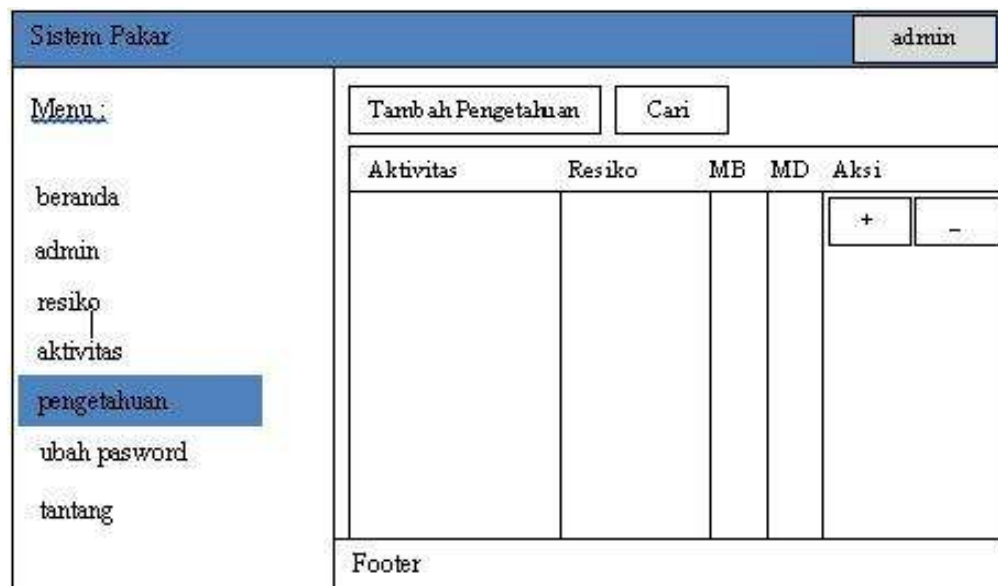 Sistem Pakar
admin
Menu :
beranda
admin
resiko
aktivitas
pengetahuan
ubah pasword
tantang
Tambah Pengetahuan
Cari
Aktivitas Resiko MB MD Aksi
+ -
Footer